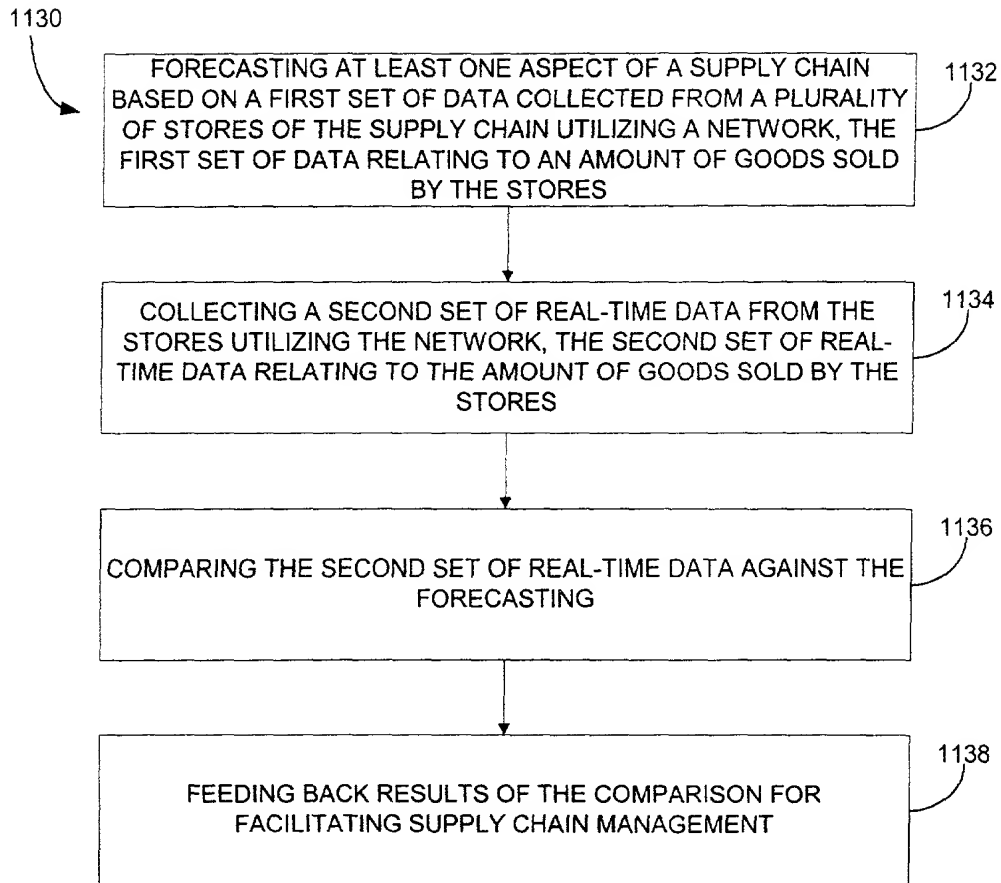 1130
FORECASTING AT LEAST ONE ASPECT OF A SUPPLY CHAIN
BASED ON A FIRST SET OF DATA COLLECTED FROM A PLURALITY
OF STORES OF THE SUPPLY CHAIN UTILIZING A NETWORK, THE
FIRST SET OF DATA RELATING TO AN AMOUNT OF GOODS SOLD
BY THE STORES
1132
COLLECTING A SECOND SET OF REAL-TIME DATA FROM THE
STORES UTILIZING THE NETWORK, THE SECOND SET OF REAL-
TIME DATA RELATING TO THE AMOUNT OF GOODS SOLD BY THE
STORES
1134
COMPARING THE SECOND SET OF REAL-TIME DATA AGAINST THE
FORECASTING
1136
FEEDING BACK RESULTS OF THE COMPARISON FOR
FACILITATING SUPPLY CHAIN MANAGEMENT
1138